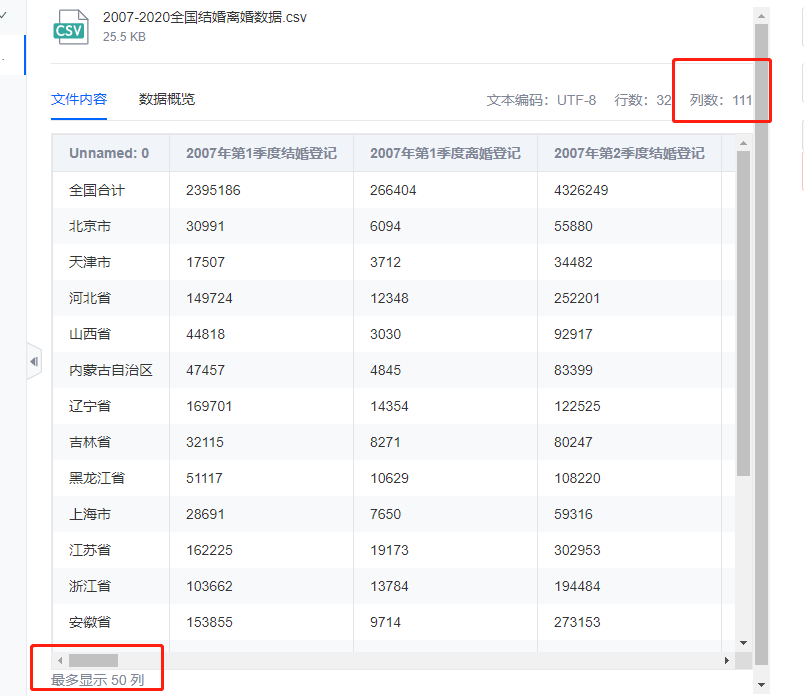 2007-2020全国结婚离婚数据.csv
CSV
25.5 KB
文件内容 数据概览 文本编码：UTF-8 行数：32 列数：111
Unnamed: 0 2007年第1季度结婚登记 2007年第1季度离婚登记 2007年第2季度结婚登记
全国合计 2395186 266404 4326249
北京市 30991 6094 55880
天津市 17507 3712 34482
河北省 149724 12348 252201
山西省 44818 3030 92917
内蒙古自治区 47457 4845 83399
辽宁省 169701 14354 122525
吉林省 32115 8271 80247
黑龙江省 51117 10629 108220
上海市 28691 7650 59316
江苏省 162225 19173 302953
浙江省 103662 13784 194484
安徽省 153855 9714 273153
最多显示 50 列